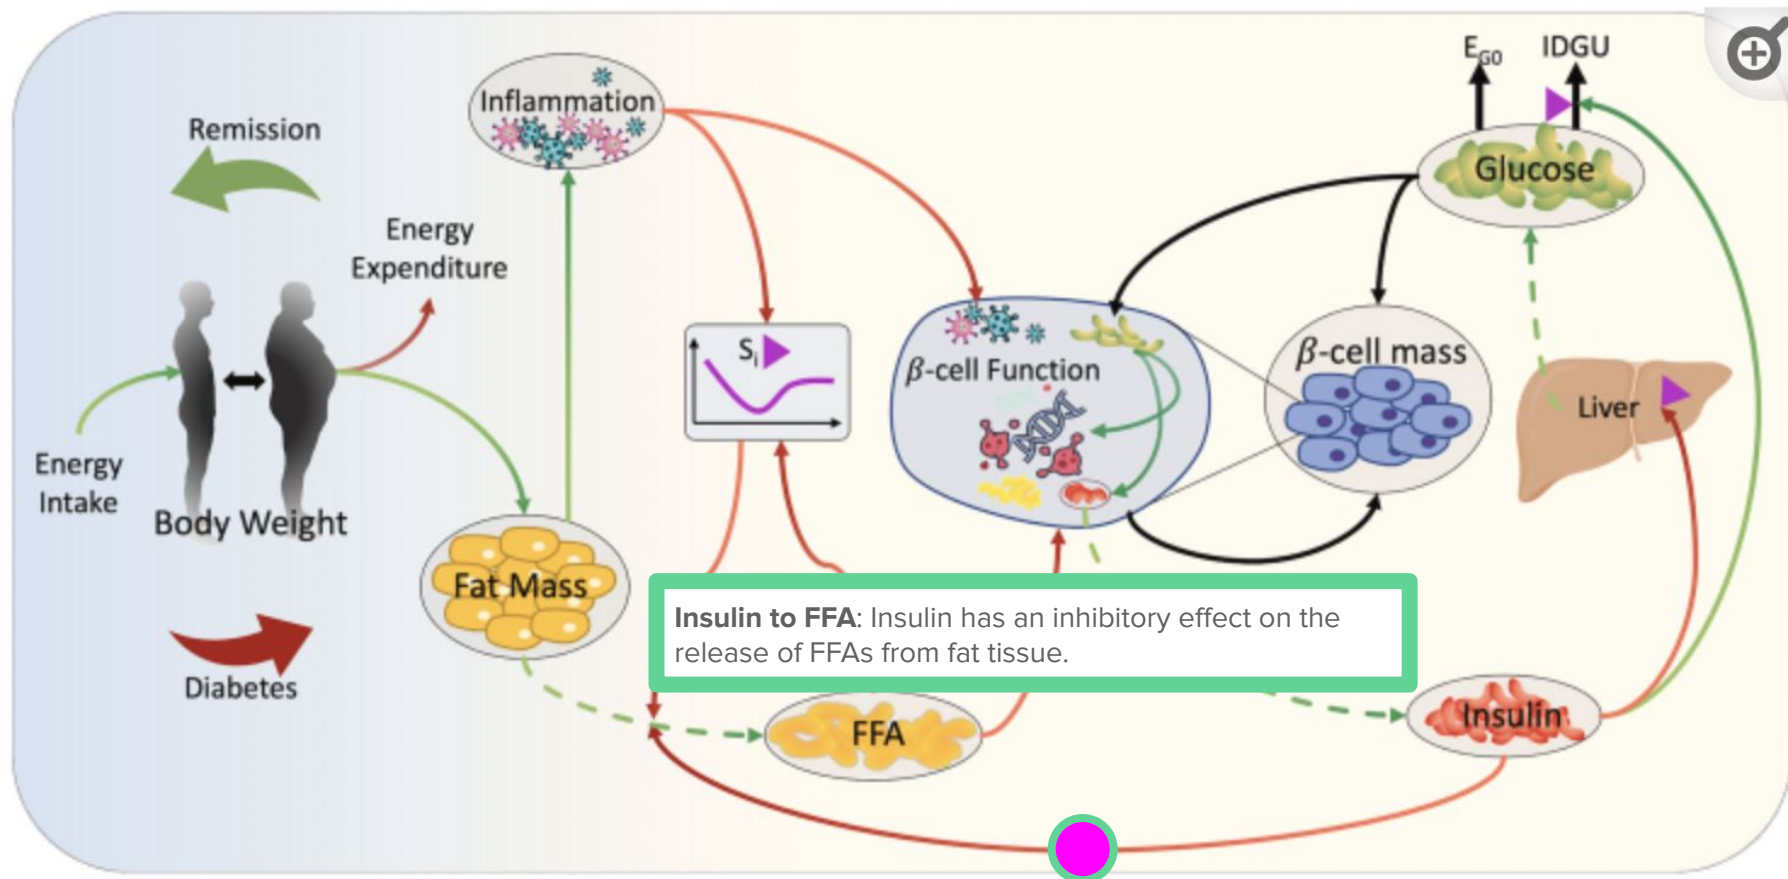 Remission
Energy
Expenditure
Energy
Intake
Body Weight
Diabetes
Inflammation
Fat Mass
Si
β-cell Function
β-cell mass
EG0
IDGU
Glucose
Liver
Insulin to FFA: Insulin has an inhibitory effect on the
release of FFAs from fat tissue.
FFA
Insulin